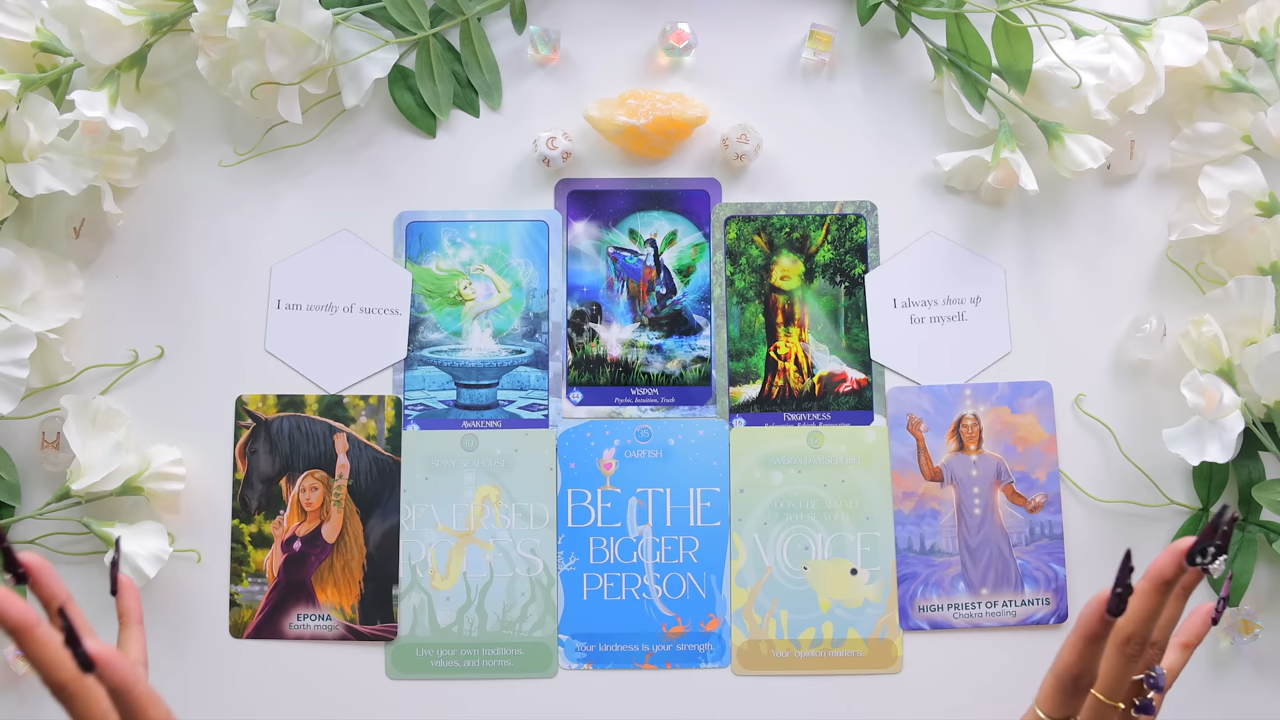 I am worthy of success.
AWAKENING
WISDOM
Psychic, Intuition, Truth
FORGIVENESS
I always show up
for myself.
EPONA
Earth magic
REVERSED
ROLES
Live your own traditions,
values, and norms.
35
OARFISH
BE THE
BIGGER
PERSON
Your kindness is your strength.
VOICE
Your opinion matters.
HIGH PRIEST OF ATLANTIS
Chakra healing